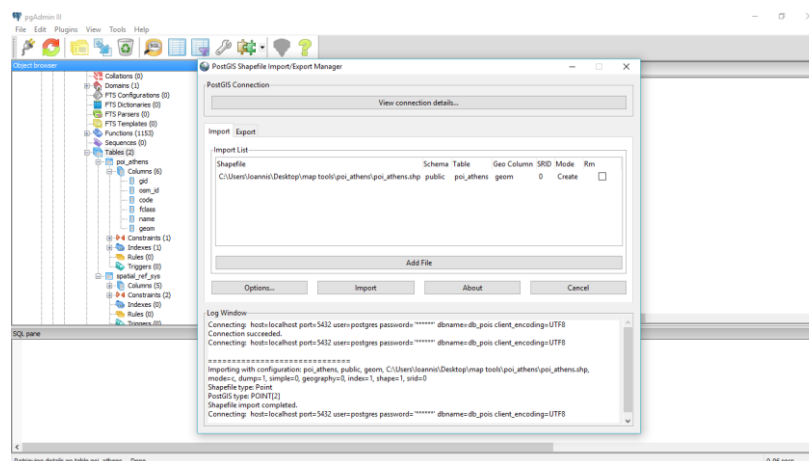 pgAdmin III
File Edit Plugins View Tools Help
Object browser
Collations (0)
Domains (1)
FTS Configurations (0)
FTS Dictionaries (0)
FTS Parsers (0)
FTS Templates (0)
Functions (1153)
Sequences (0)
Tables (2)
poi_athens
Columns (6)
gid
osm_id
code
fclass
name
geom
Constraints (1)
Indexes (1)
Rules (0)
Triggers (0)
spatial_ref_sys
Columns (5)
Constraints (2)
Indexes (0)
Rules (0)
Triggers (0)
SQL pane
PostGIS Shapefile Import/Export Manager
PostGIS Connection
View connection details...
Import Export
Import List
Shapefile Schema Table Geo Column SRID Mode Rm
C:\Users\Ioannis\Desktop\map tools\poi_athens\poi_athens.shp public poi_athens geom 0 Create
Add File
Options... Import About Cancel
Log Window
Connecting: host=localhost port=5432 user=postgres password='******' dbname=db_pois client_encoding=UTF8
Connection succeeded.
Connecting: host=localhost port=5432 user=postgres password='******' dbname=db_pois client_encoding=UTF8
==============================
Importing with configuration: poi_athens, public, geom, C:\Users\Ioannis\Desktop\map tools\poi_athens\poi_athens.shp,
mode=c, dump=1, simple=0, geography=0, index=1, shape=1, srid=0
Shapefile type: Point
PostGIS type: POINT[2]
Shapefile import completed.
Connecting: host=localhost port=5432 user=postgres password='******' dbname=db_pois client_encoding=UTF8
Retrieving details on table poi_athens... Done.